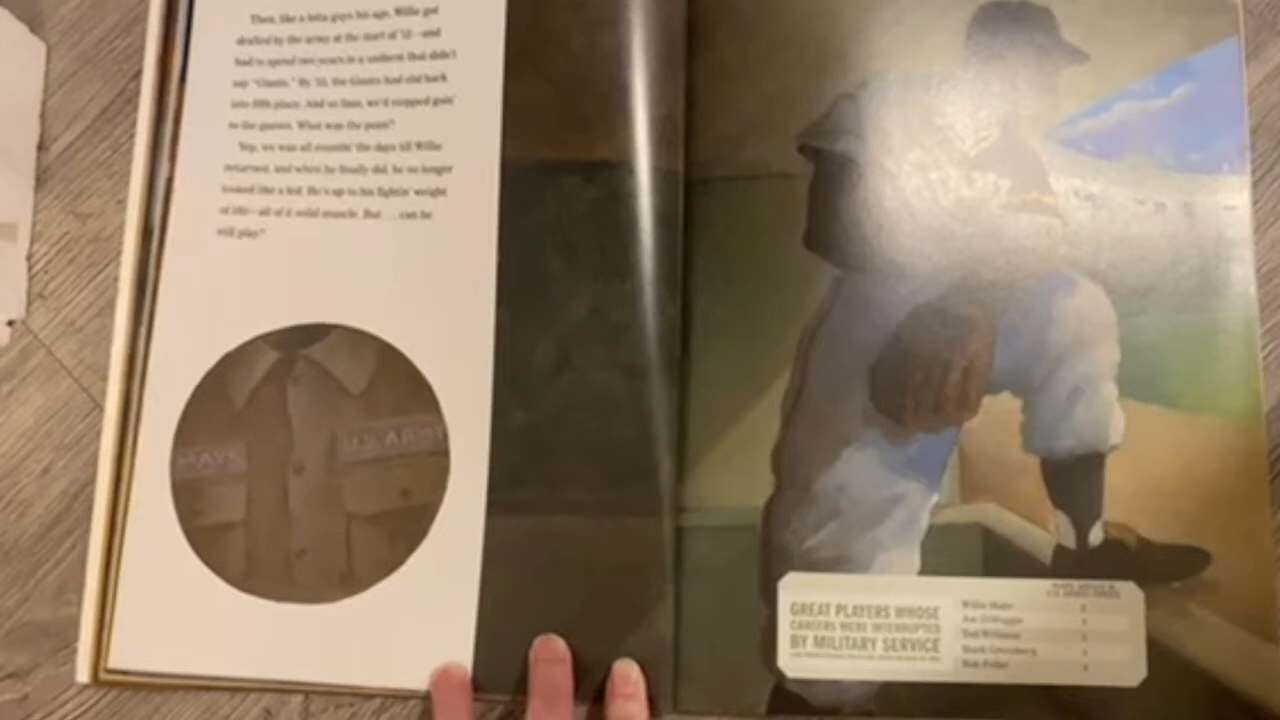 Then, like a lotta guys his age, Willie got
drafted by the army at the start of '52—and
had to spend two years in a uniform that didn't
say "Giants." By '53, the Giants had slid back
into fifth place. And us fans, we'd stopped goin'
to the games. What was the point?
Yep, we was all countin' the days till Willie
returned, and when he finally did, he no longer
looked like a kid. He's up to his fightin' weight
of 180—all of it solid muscle. But . . . can he
still play?
MAYS
U.S. ARMY
GREAT PLAYERS WHOSE
CAREERS WERE INTERRUPTED
BY MILITARY SERVICE
Willie Mays
Joe DiMaggio
Ted Williams
Hank Greenberg
Bob Feller